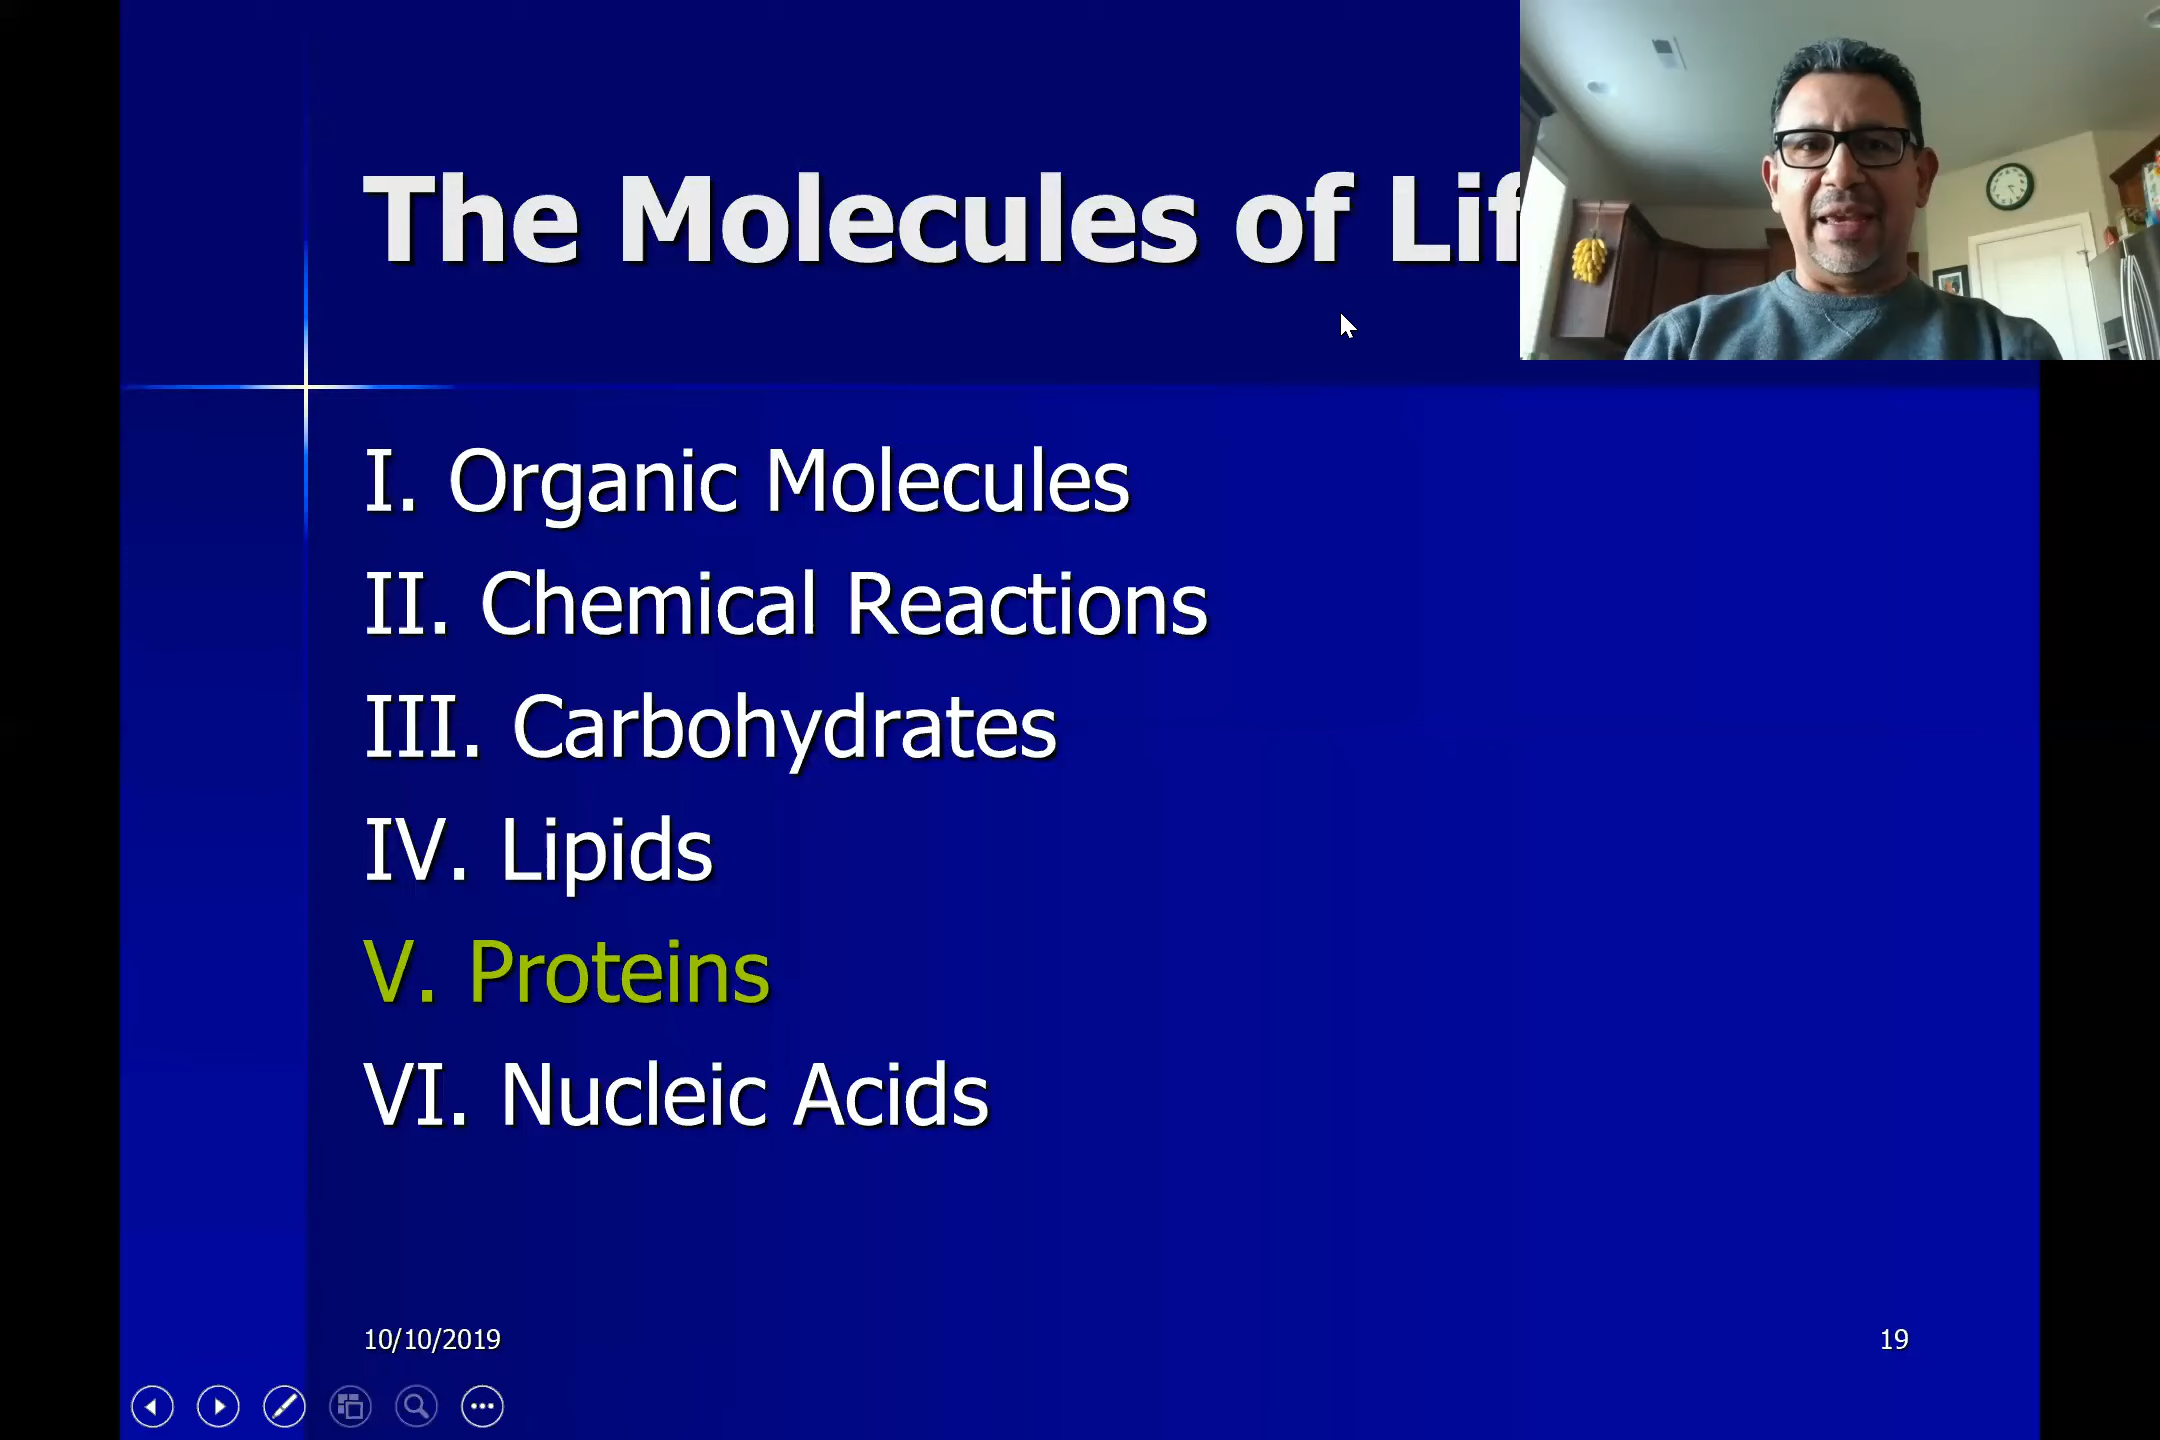 The Molecules of Lif
I. Organic Molecules
II. Chemical Reactions
III. Carbohydrates
IV. Lipids
V. Proteins
VI. Nucleic Acids
10/10/2019
19